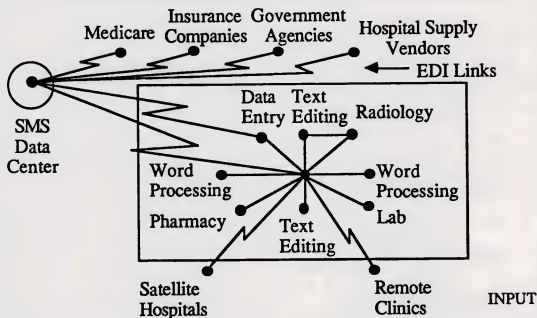 Medicare
Insurance
Companies
Government
Agencies
Hospital Supply
Vendors
EDI Links
SMS
Data
Center
Data
Entry
Text
Editing
Radiology
Word
Processing
Word
Processing
Pharmacy
Text
Editing
Lab
Satellite
Hospitals
Remote
Clinics
INPUT